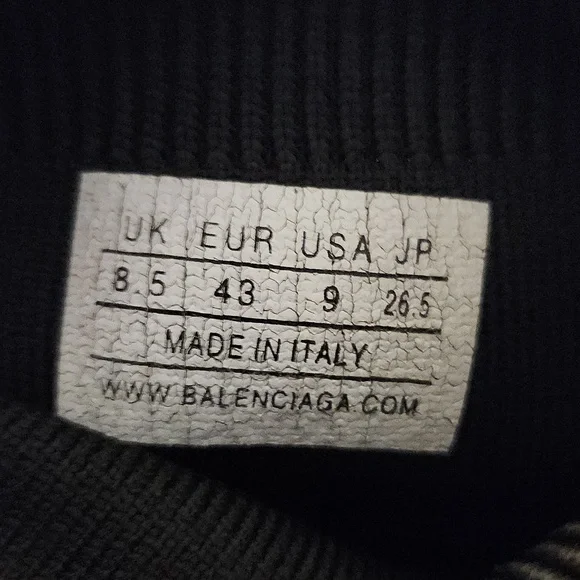 UK EUR USA JP
8.5 43 9 26.5
MADE IN ITALY
WWW.BALENCIAGA.COM